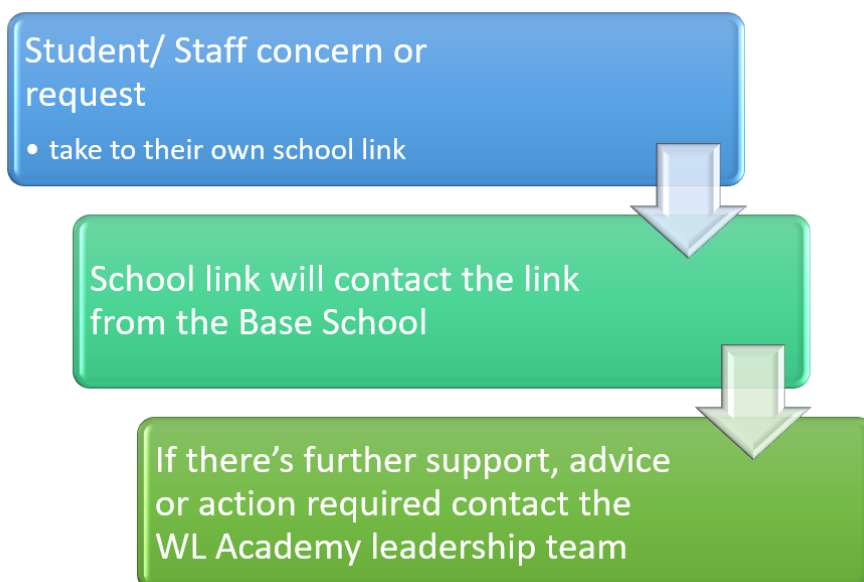 Student/ Staff concern or
request
• take to their own school link
School link will contact the link
from the Base School
If there’s further support, advice
or action required contact the
WL Academy leadership team